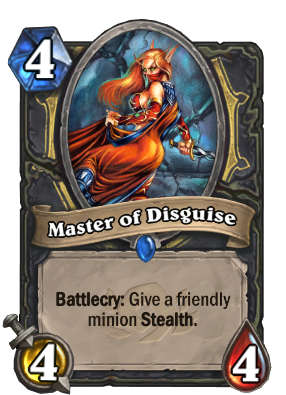 4
Master of Disguise
Battlecry: Give a friendly
minion Stealth.
4
4